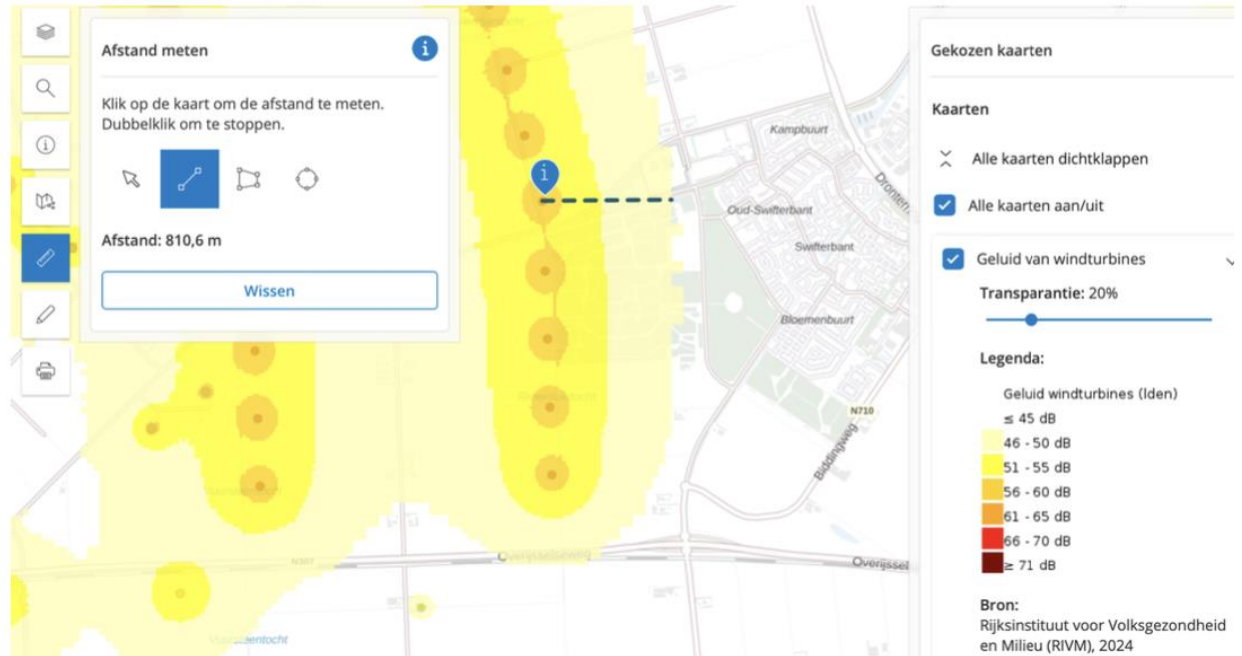 Afstand meten
i
Klik op de kaart om de afstand te meten.
Dubbelklik om te stoppen.
Afstand: 810,6 m
Wissen
i
Kampbuurt
Oud-Swifterbant
Swifterbant
Bloemenbuurt
N710
Biddingweg
N307
Overijsselseweg
Overijssel
Gekozen kaarten
Kaarten
Alle kaarten dichtklappen
Alle kaarten aan/uit
Geluid van windturbines
Transparantie: 20%
Legenda:
Geluid windturbines (lden)
≤ 45 dB
46 - 50 dB
51 - 55 dB
56 - 60 dB
61 - 65 dB
66 - 70 dB
≥ 71 dB
Bron:
Rijksinstituut voor Volksgezondheid
en Milieu (RIVM), 2024